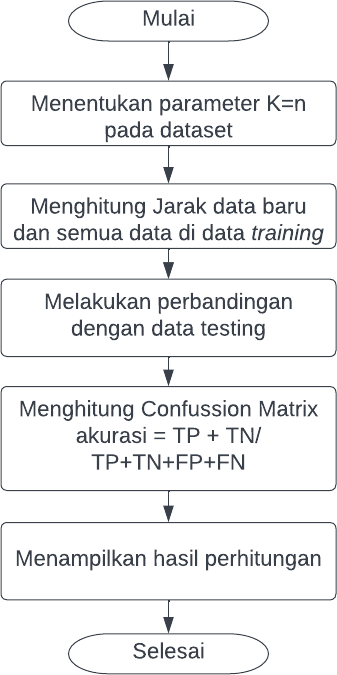 Mulai
Menentukan parameter K=n
pada dataset
Menghitung Jarak data baru
dan semua data di data training
Melakukan perbandingan
dengan data testing
Menghitung Confussion Matrix
akurasi = TP + TN/
TP+TN+FP+FN
Menampilkan hasil perhitungan
Selesai